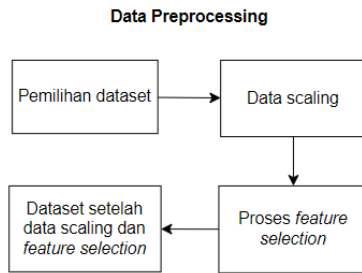 Data Preprocessing
Pemilihan dataset
Data scaling
Proses feature
selection
Dataset setelah
data scaling dan
feature selection